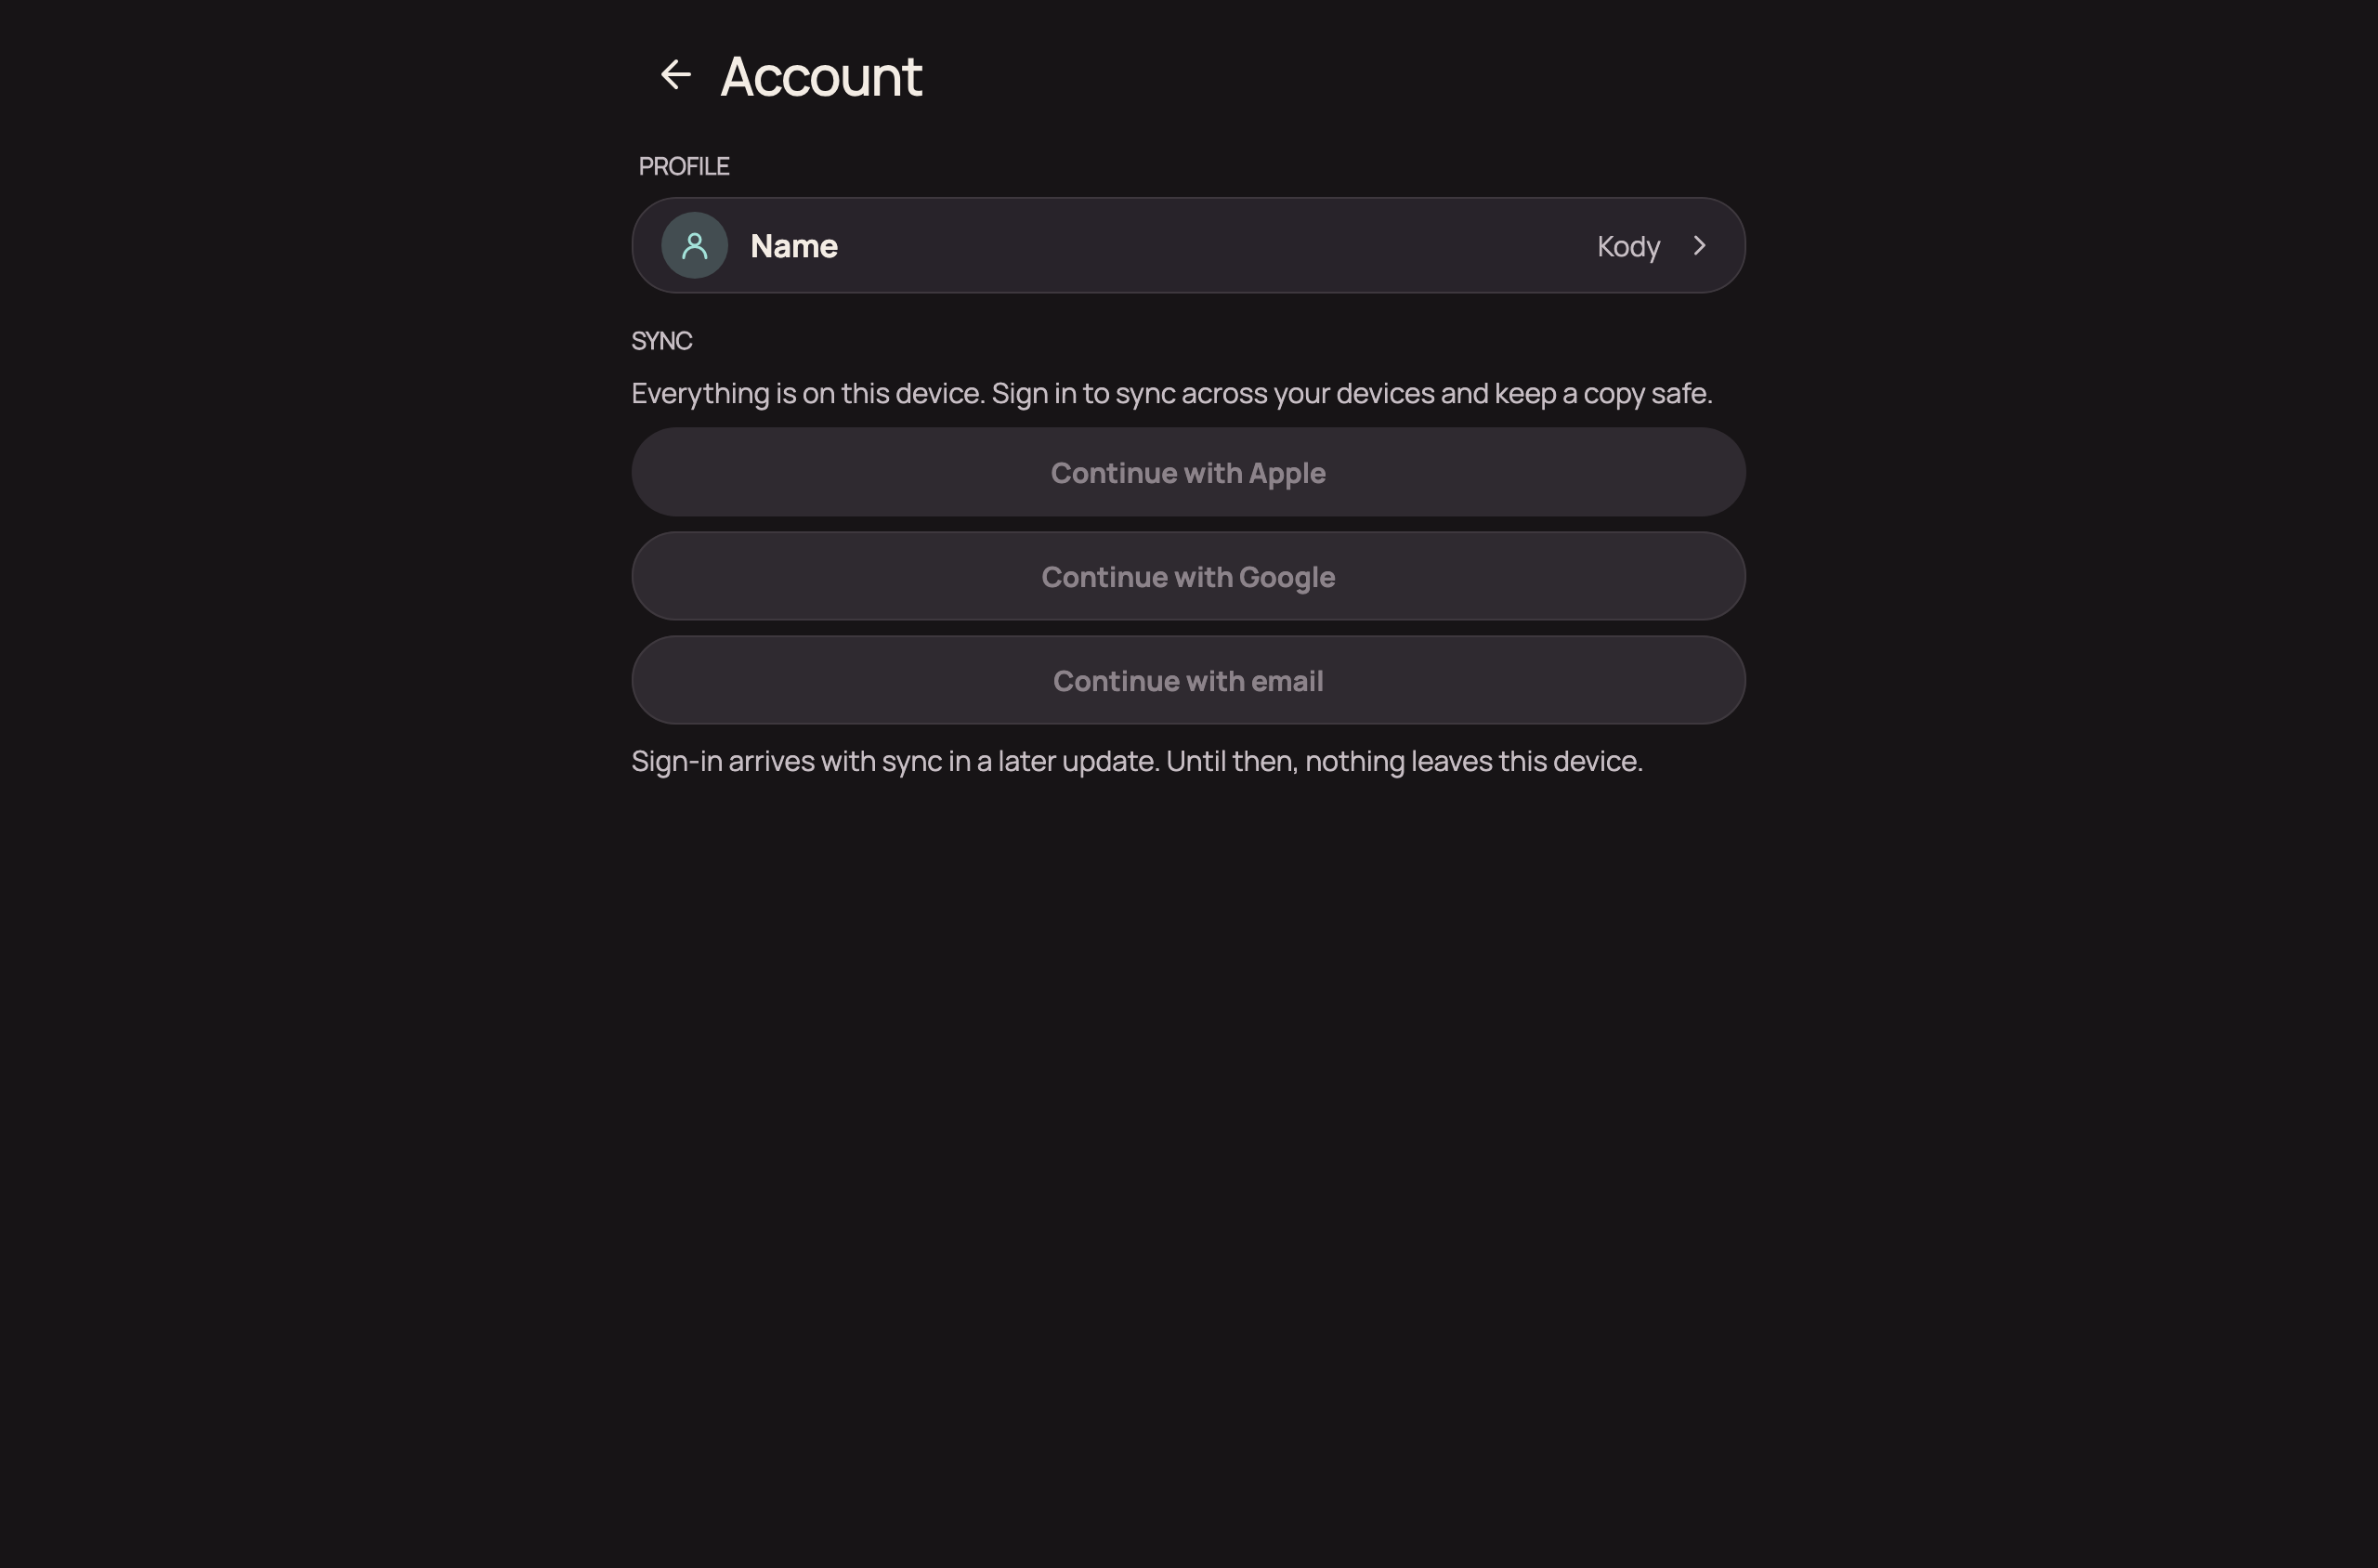 Account
PROFILE
Name
Kody
SYNC
Everything is on this device. Sign in to sync across your devices and keep a copy safe.
Continue with Apple
Continue with Google
Continue with email
Sign-in arrives with sync in a later update. Until then, nothing leaves this device.